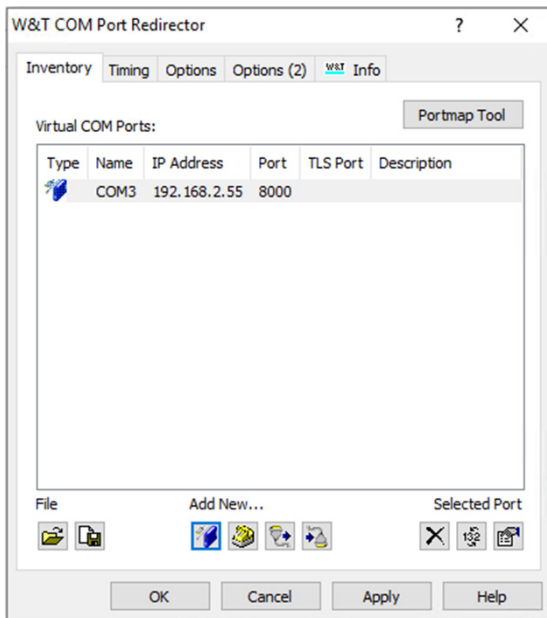 W&T COM Port Redirector ? X
Inventory Timing Options Options (2) W&T Info
Portmap Tool
Virtual COM Ports:
Type Name IP Address Port TLS Port Description
COM3 192.168.2.55 8000
File Add New... Selected Port
132
OK Cancel Apply Help